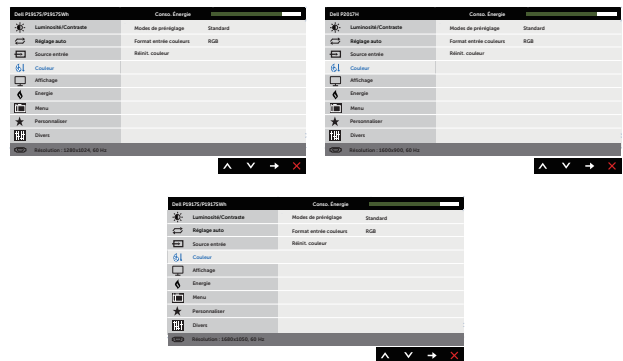 Dell P1917S/P1917SWh Conso. Énergie
Luminosité/Contraste Modes de préréglage Standard
Réglage auto Format entrée couleurs RGB
Source entrée Réinit. couleur
Couleur
Affichage
Energie
Menu
Personnaliser
Divers
Résolution : 1280x1024, 60 Hz
Dell P2017H Conso. Énergie
Luminosité/Contraste Modes de préréglage Standard
Réglage auto Format entrée couleurs RGB
Source entrée Réinit. couleur
Couleur
Affichage
Energie
Menu
Personnaliser
Divers
Résolution : 1600x900, 60 Hz
Dell P1917S/P1917SWh Conso. Énergie
Luminosité/Contraste Modes de préréglage Standard
Réglage auto Format entrée couleurs RGB
Source entrée Réinit. couleur
Couleur
Affichage
Energie
Menu
Personnaliser
Divers
Résolution : 1680x1050, 60 Hz